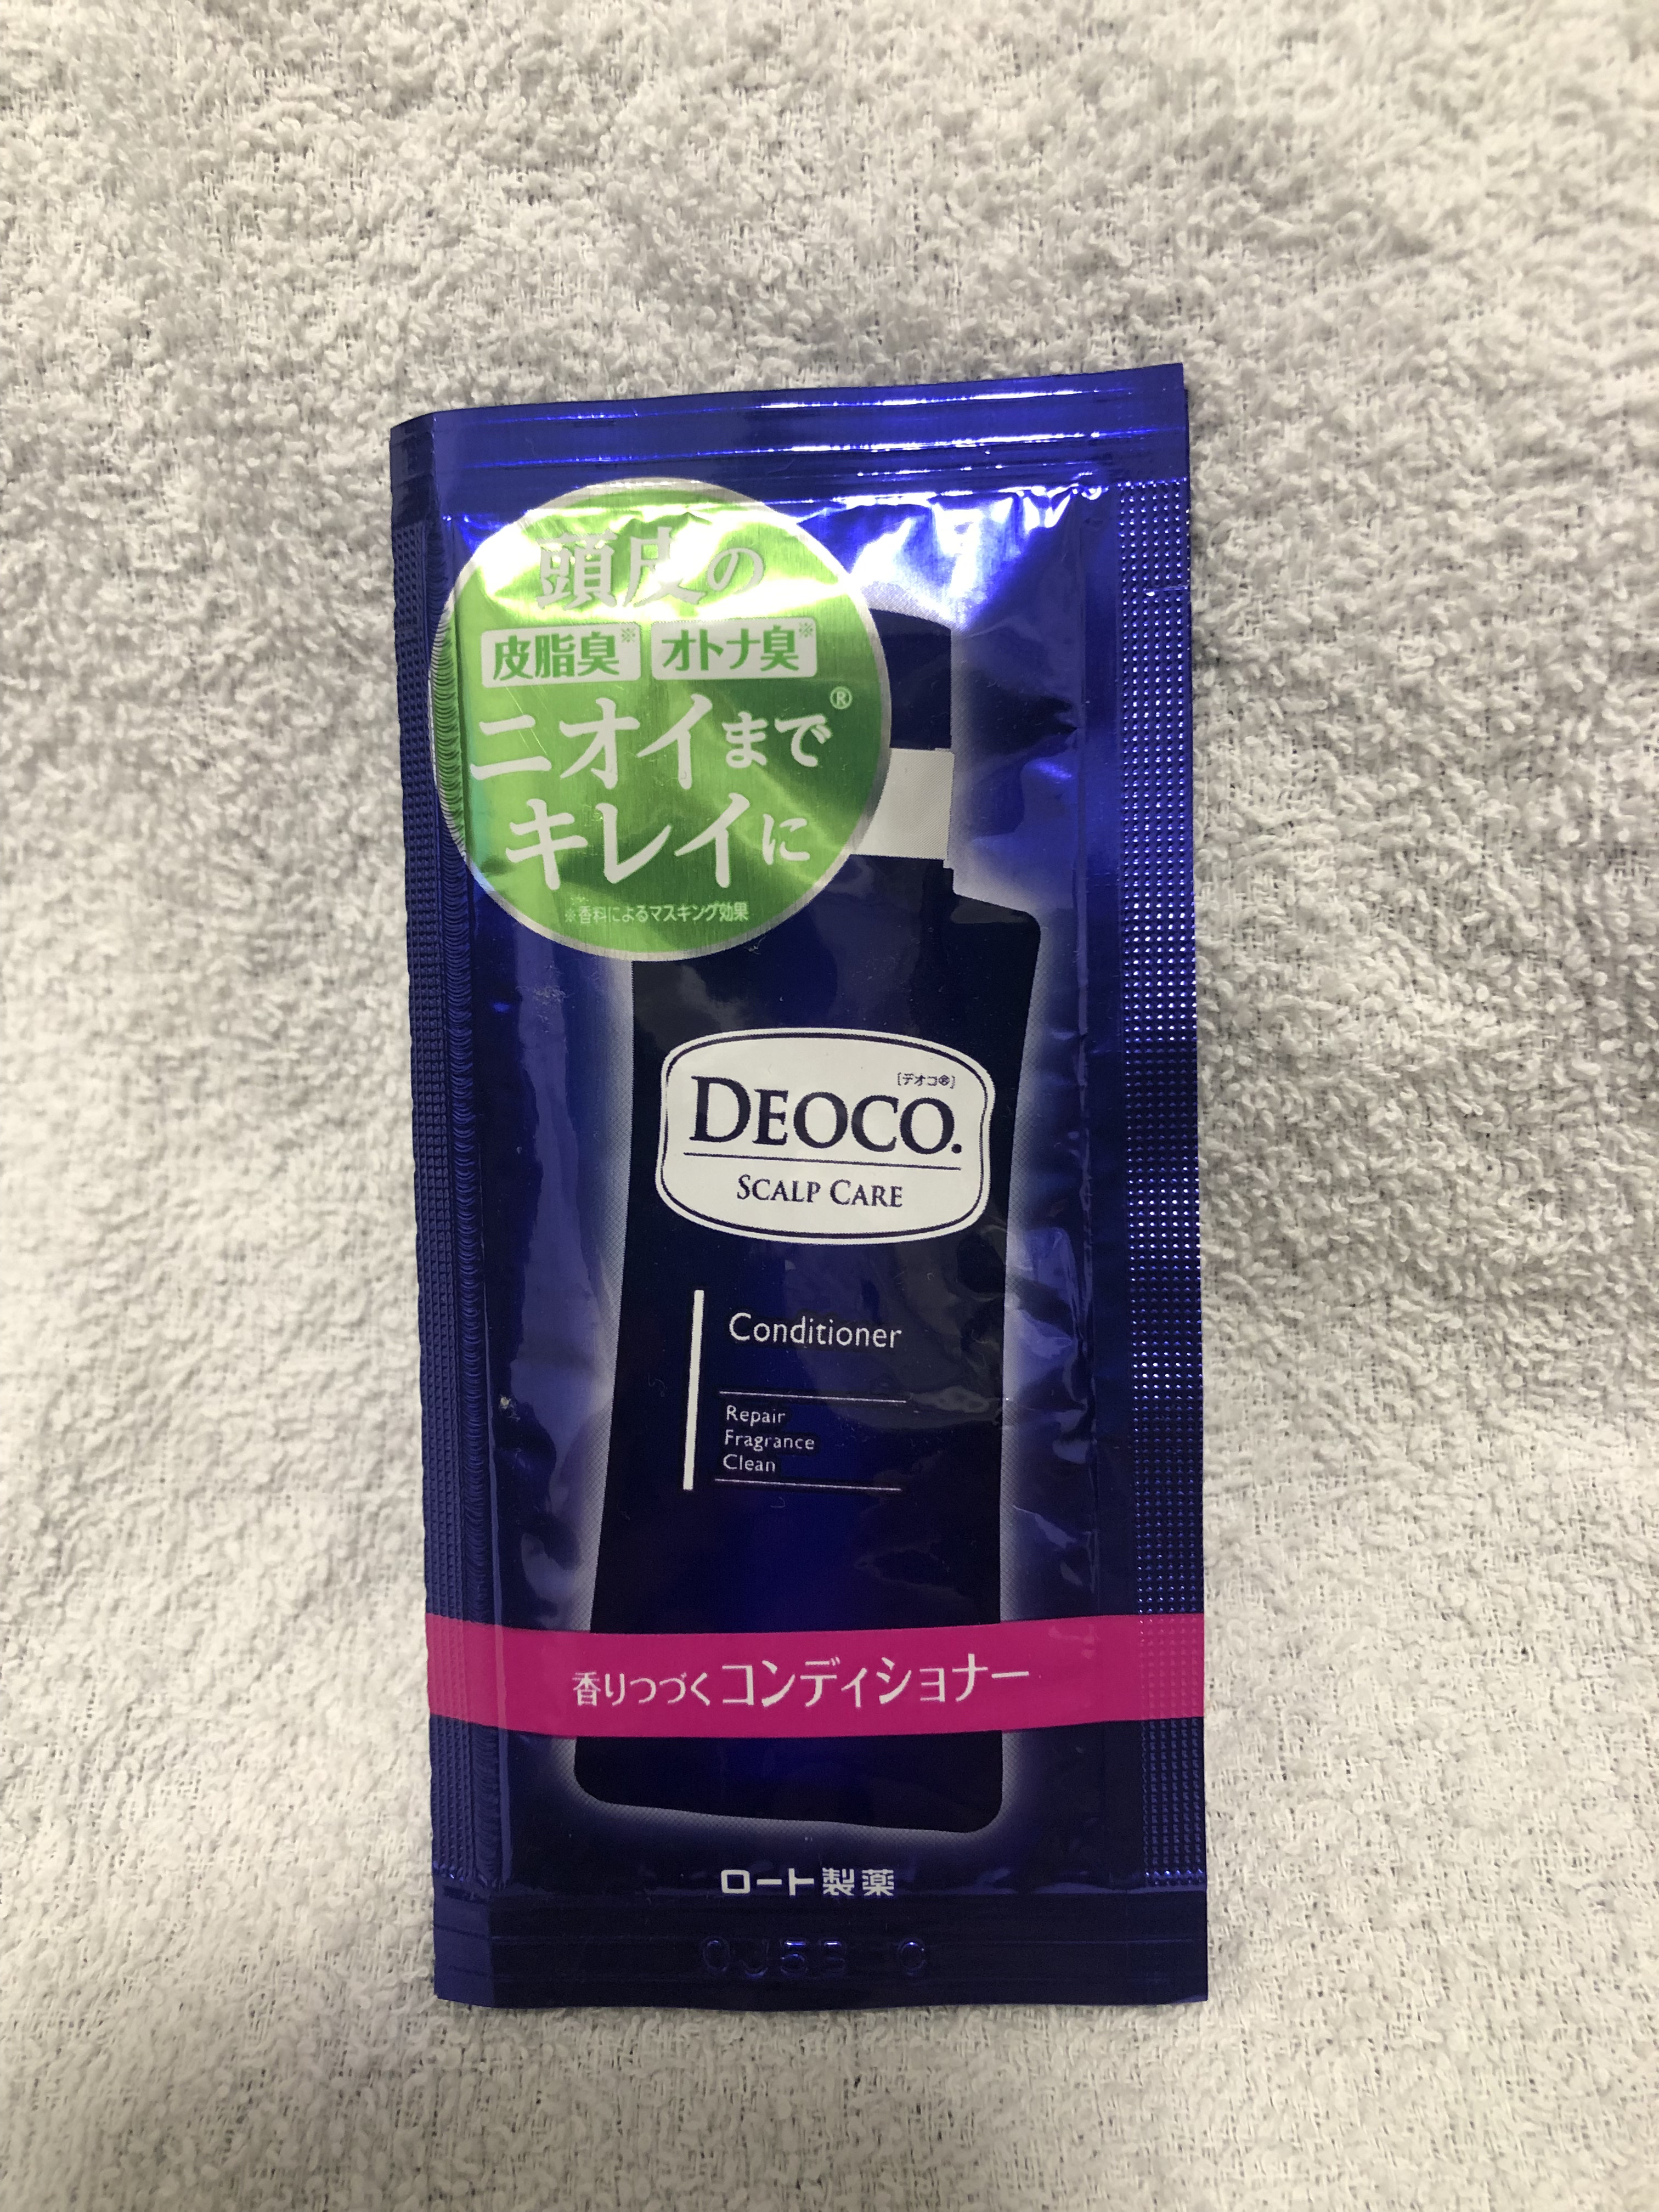 頭皮の
皮脂臭※ オトナ臭※
ニオイまで®
キレイに
※香料によるマスキング効果
[デオコ®]
DEOCO.
SCALP CARE
Conditioner
Repair
Fragrance
Clean
香りつづくコンディショナー
ロート製薬